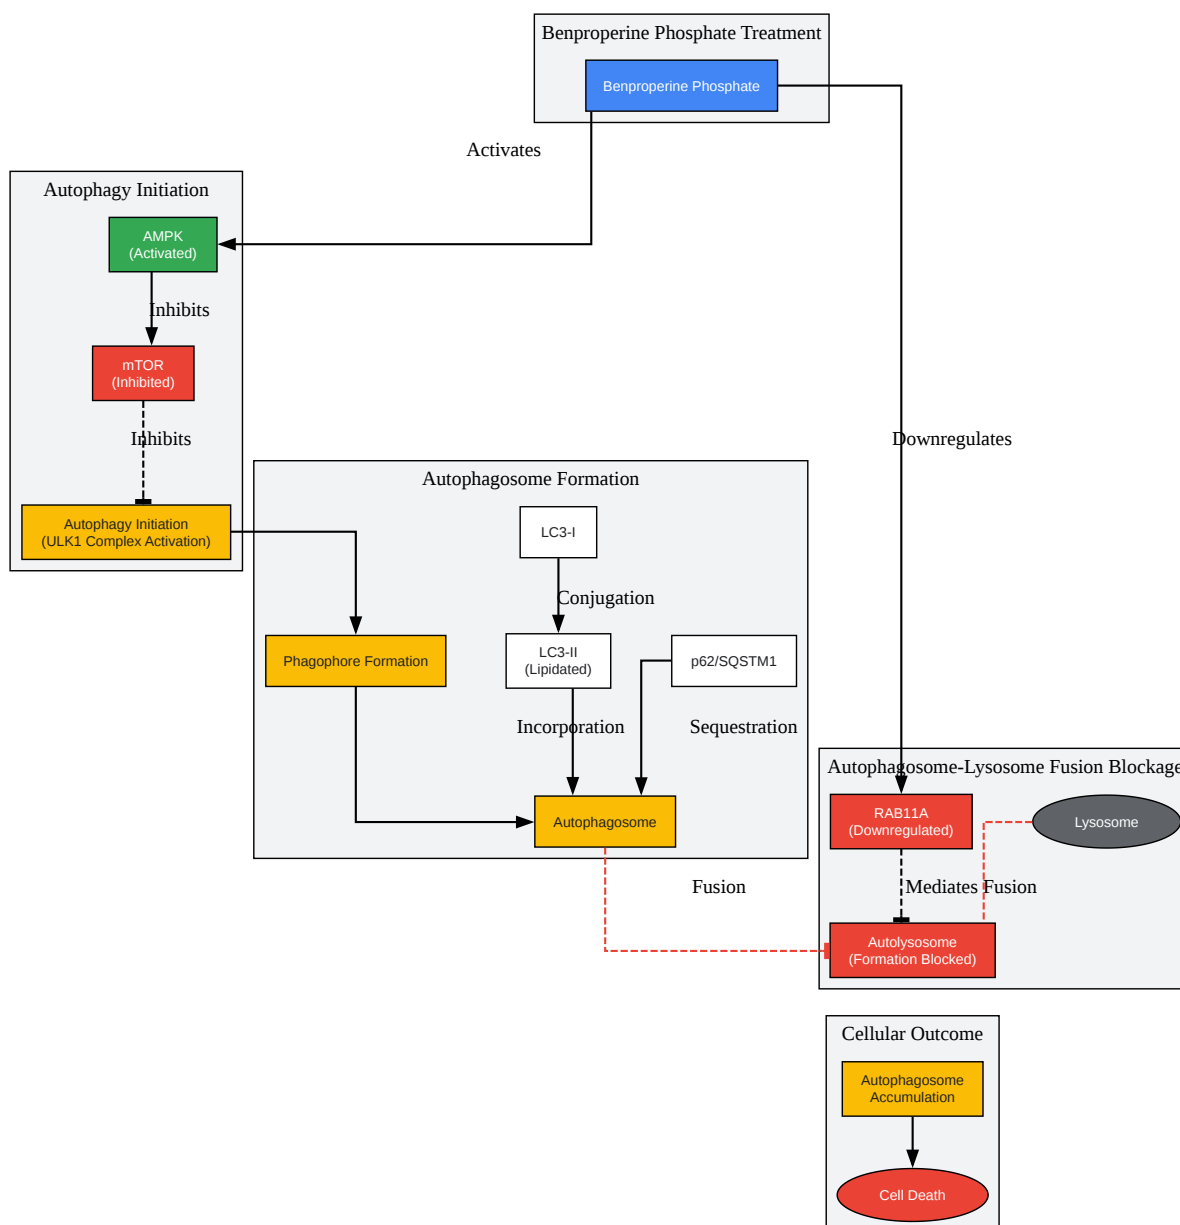 Benproperine Phosphate Treatment
Benproperine Phosphate
Activates
Autophagy Initiation
AMPK
(Activated)
Inhibits
mTOR
(Inhibited)
Inhibits
Downregulates
Autophagy Initiation
(ULK1 Complex Activation)
Autophagosome Formation
LC3-I
Conjugation
Phagophore Formation
LC3-II
(Lipidated)
p62/SQSTM1
Incorporation
Sequestration
Autophagosome
Autophagosome-Lysosome Fusion Blockage
RAB11A
(Downregulated)
Lysosome
Fusion
Mediates Fusion
Autolysosome
(Formation Blocked)
Cellular Outcome
Autophagosome
Accumulation
Cell Death